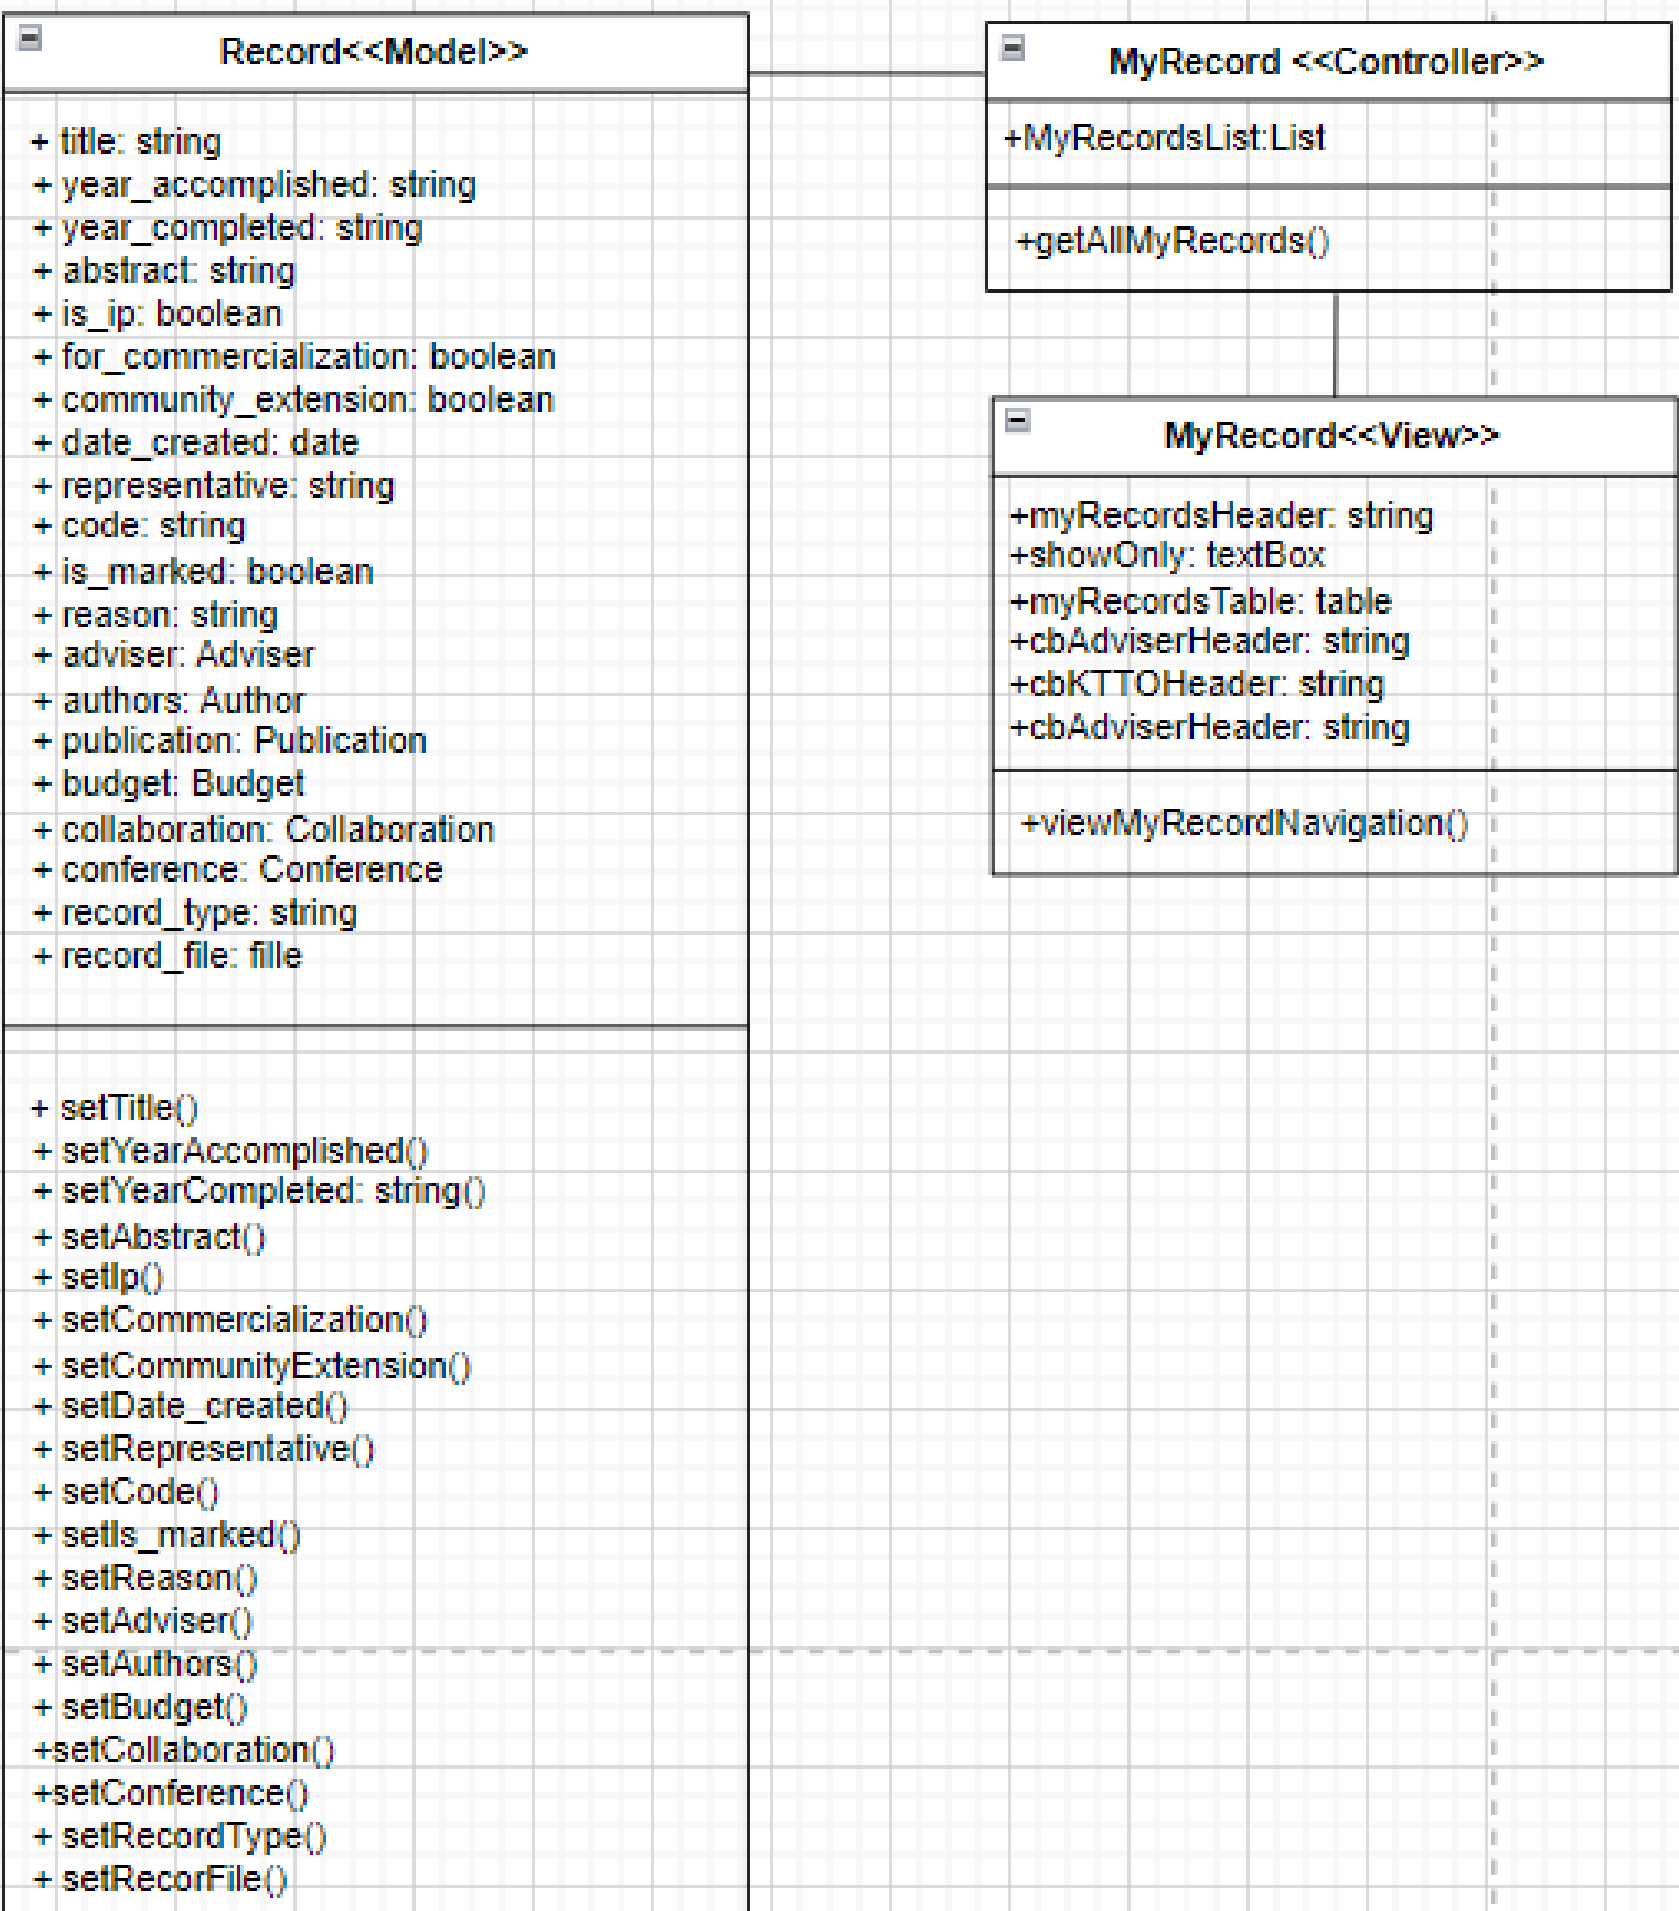 Record<<Model>>
+ title: string
+ year_accomplished: string
+ year_completed: string
+ abstract: string
+ is_ip: boolean
+ for_commercialization: boolean
+ community_extension: boolean
+ date_created: date
+ representative: string
+ code: string
+ is_marked: boolean
+ reason: string
+ adviser: Adviser
+ authors: Author
+ publication: Publication
+ budget: Budget
+ collaboration: Collaboration
+ conference: Conference
+ record_type: string
+ record_file: fille
+ setTitle()
+ setYearAccomplished()
+ setYearCompleted: string()
+ setAbstract()
+ setIp()
+ setCommercialization()
+ setCommunityExtension()
+ setDate_created()
+ setRepresentative()
+ setCode()
+ setIs_marked()
+ setReason()
+ setAdviser()
+ setAuthors()
+ setBudget()
+setCollaboration()
+setConference()
+ setRecordType()
+ setRecorFile()
MyRecord <<Controller>>
+MyRecordsList:List
+getAllMyRecords()
MyRecord<<View>>
+myRecordsHeader: string
+showOnly: textBox
+myRecordsTable: table
+cbAdviserHeader: string
+cbKTTOHeader: string
+cbAdviserHeader: string
+viewMyRecordNavigation()